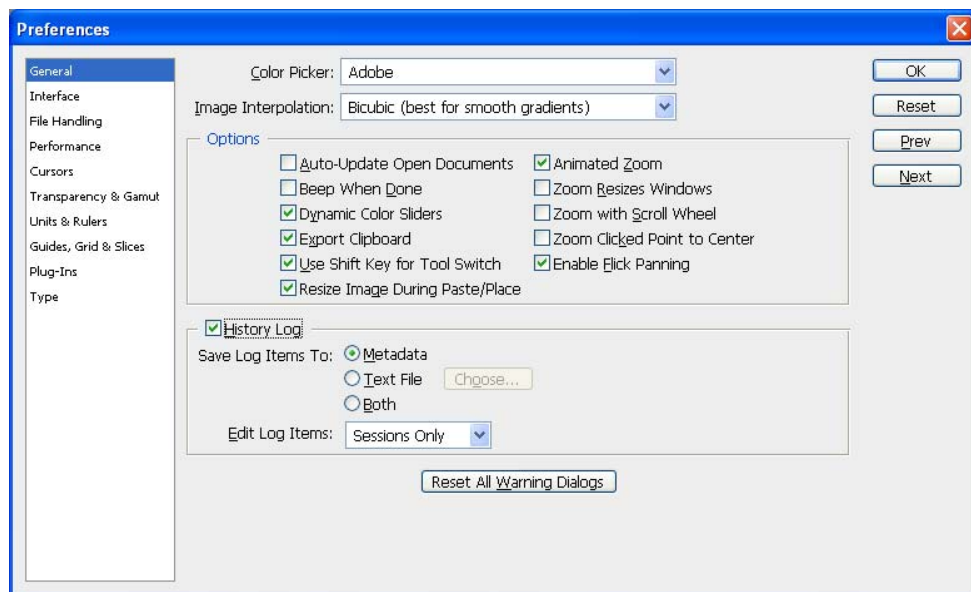 Preferences
General
Interface
File Handling
Performance
Cursors
Transparency & Gamut
Units & Rulers
Guides, Grid & Slices
Plug-Ins
Type
Color Picker: Adobe
Image Interpolation: Bicubic (best for smooth gradients)
Options
Auto-Update Open Documents
Beep When Done
Dynamic Color Sliders
Export Clipboard
Use Shift Key for Tool Switch
Resize Image During Paste/Place
Animated Zoom
Zoom Resizes Windows
Zoom with Scroll Wheel
Zoom Clicked Point to Center
Enable Flick Panning
History Log
Save Log Items To: Metadata
Text File Choose...
Both
Edit Log Items: Sessions Only
Reset All Warning Dialogs
OK
Reset
Prev
Next